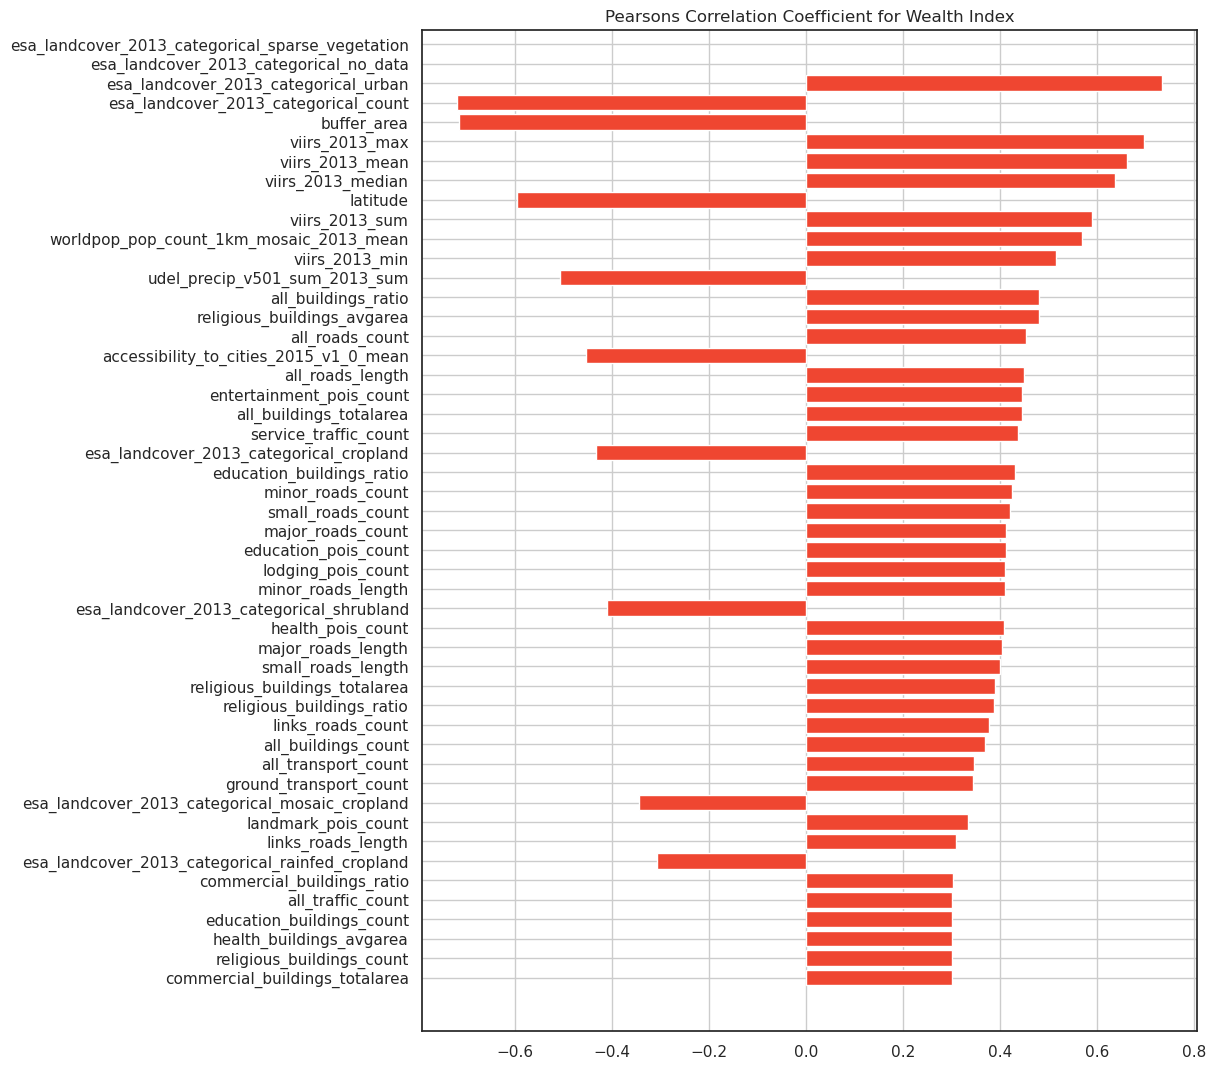 Pearsons Correlation Coefficient for Wealth Index
esa_landcover_2013_categorical_sparse_vegetation
esa_landcover_2013_categorical_no_data
esa_landcover_2013_categorical_urban
esa_landcover_2013_categorical_count
buffer_area
viirs_2013_max
viirs_2013_mean
viirs_2013_median
latitude
viirs_2013_sum
worldpop_pop_count_1km_mosaic_2013_mean
viirs_2013_min
udel_precip_v501_sum_2013_sum
all_buildings_ratio
religious_buildings_avgarea
all_roads_count
accessibility_to_cities_2015_v1_0_mean
all_roads_length
entertainment_pois_count
all_buildings_totalarea
service_traffic_count
esa_landcover_2013_categorical_cropland
education_buildings_ratio
minor_roads_count
small_roads_count
major_roads_count
education_pois_count
lodging_pois_count
minor_roads_length
esa_landcover_2013_categorical_shrubland
health_pois_count
major_roads_length
small_roads_length
religious_buildings_totalarea
religious_buildings_ratio
links_roads_count
all_buildings_count
all_transport_count
ground_transport_count
esa_landcover_2013_categorical_mosaic_cropland
landmark_pois_count
links_roads_length
esa_landcover_2013_categorical_rainfed_cropland
commercial_buildings_ratio
all_traffic_count
education_buildings_count
health_buildings_avgarea
religious_buildings_count
commercial_buildings_totalarea
−0.6 −0.4 −0.2 0.0 0.2 0.4 0.6 0.8